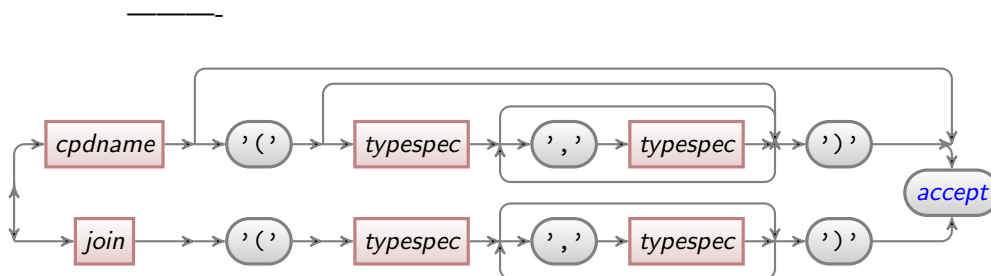 cpdname '(' typespec ',' typespec ')'
accept
join '(' typespec ',' typespec ')'